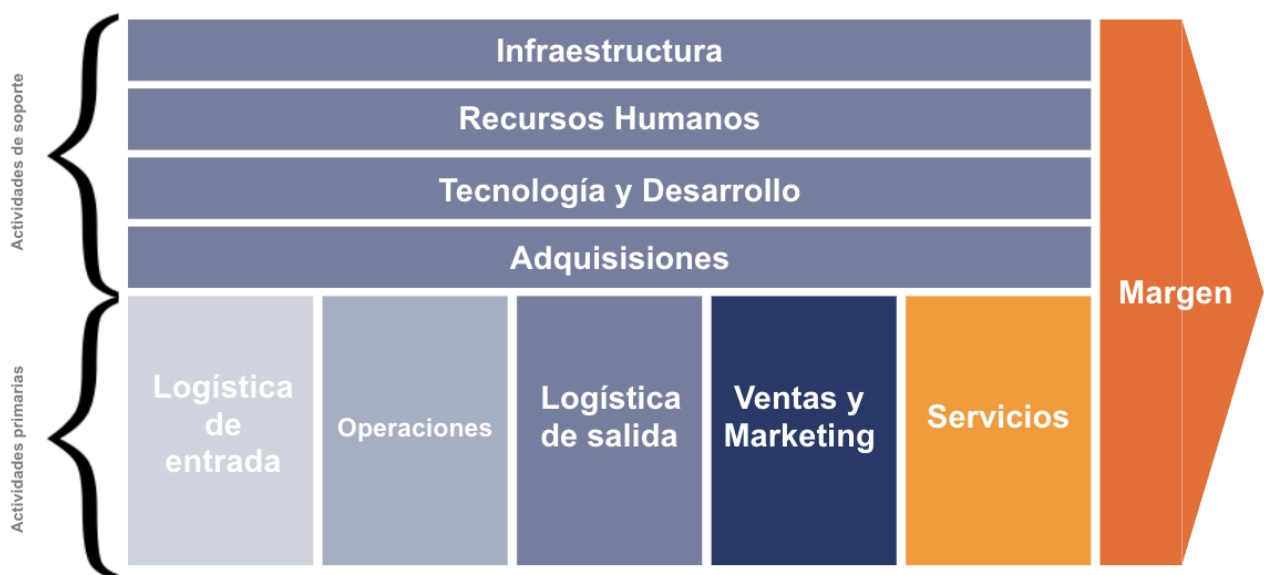 Actividades de soporte
Infraestructura
Recursos Humanos
Tecnología y Desarrollo
Adquisisiones
Margen
Actividades primarias
Logística
de
entrada
Operaciones
Logística
de salida
Ventas y
Marketing
Servicios